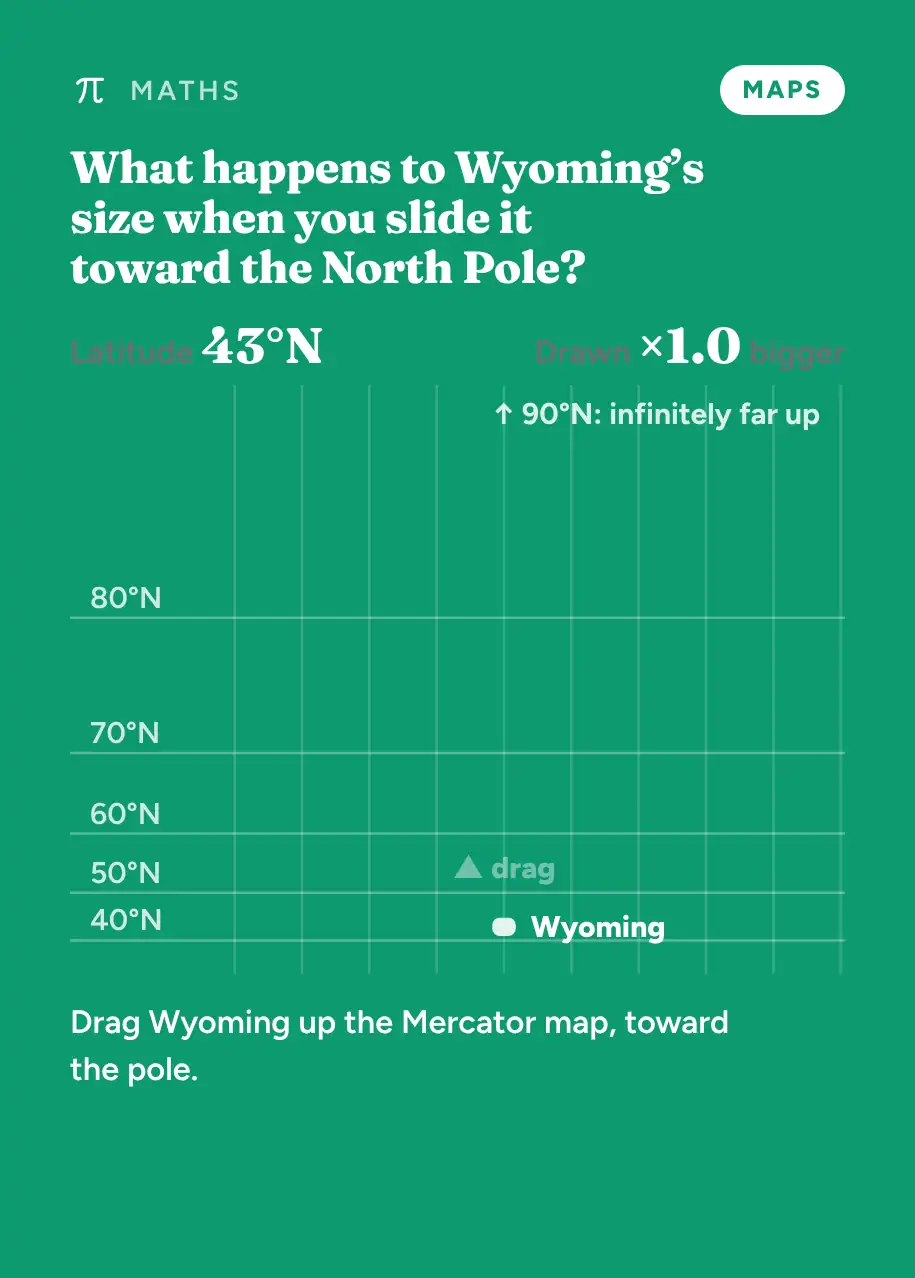 π MATHS
MAPS
What happens to Wyoming’s
size when you slide it
toward the North Pole?
Latitude 43°N
Drawn ×1.0 bigger
↑ 90°N: infinitely far up
80°N
70°N
60°N
50°N
▲ drag
40°N
Wyoming
Drag Wyoming up the Mercator map, toward
the pole.